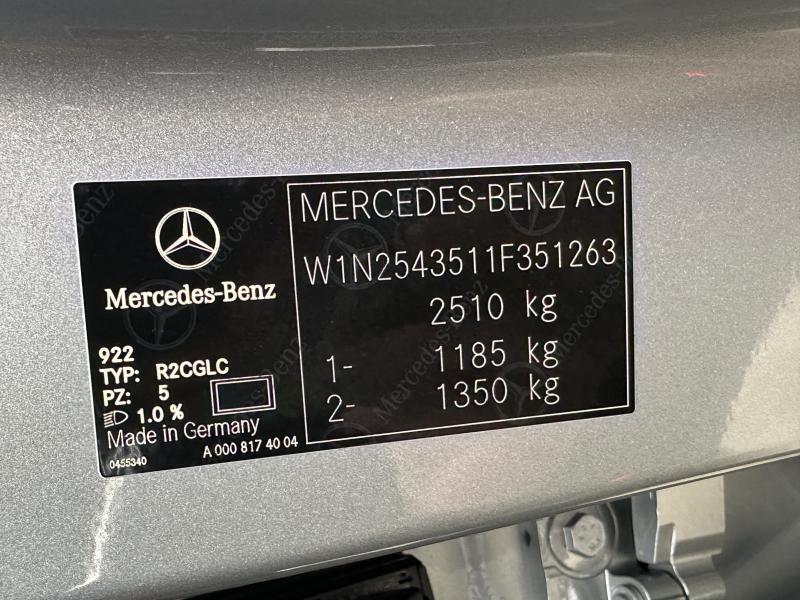 Mercedes-Benz
922
TYP: R2CGLC
PZ: 5
1.0 %
Made in Germany
0455340
A 000 817 40 04
MERCEDES-BENZ AG
W1N2543511F351263
2510 kg
1- 1185 kg
2- 1350 kg